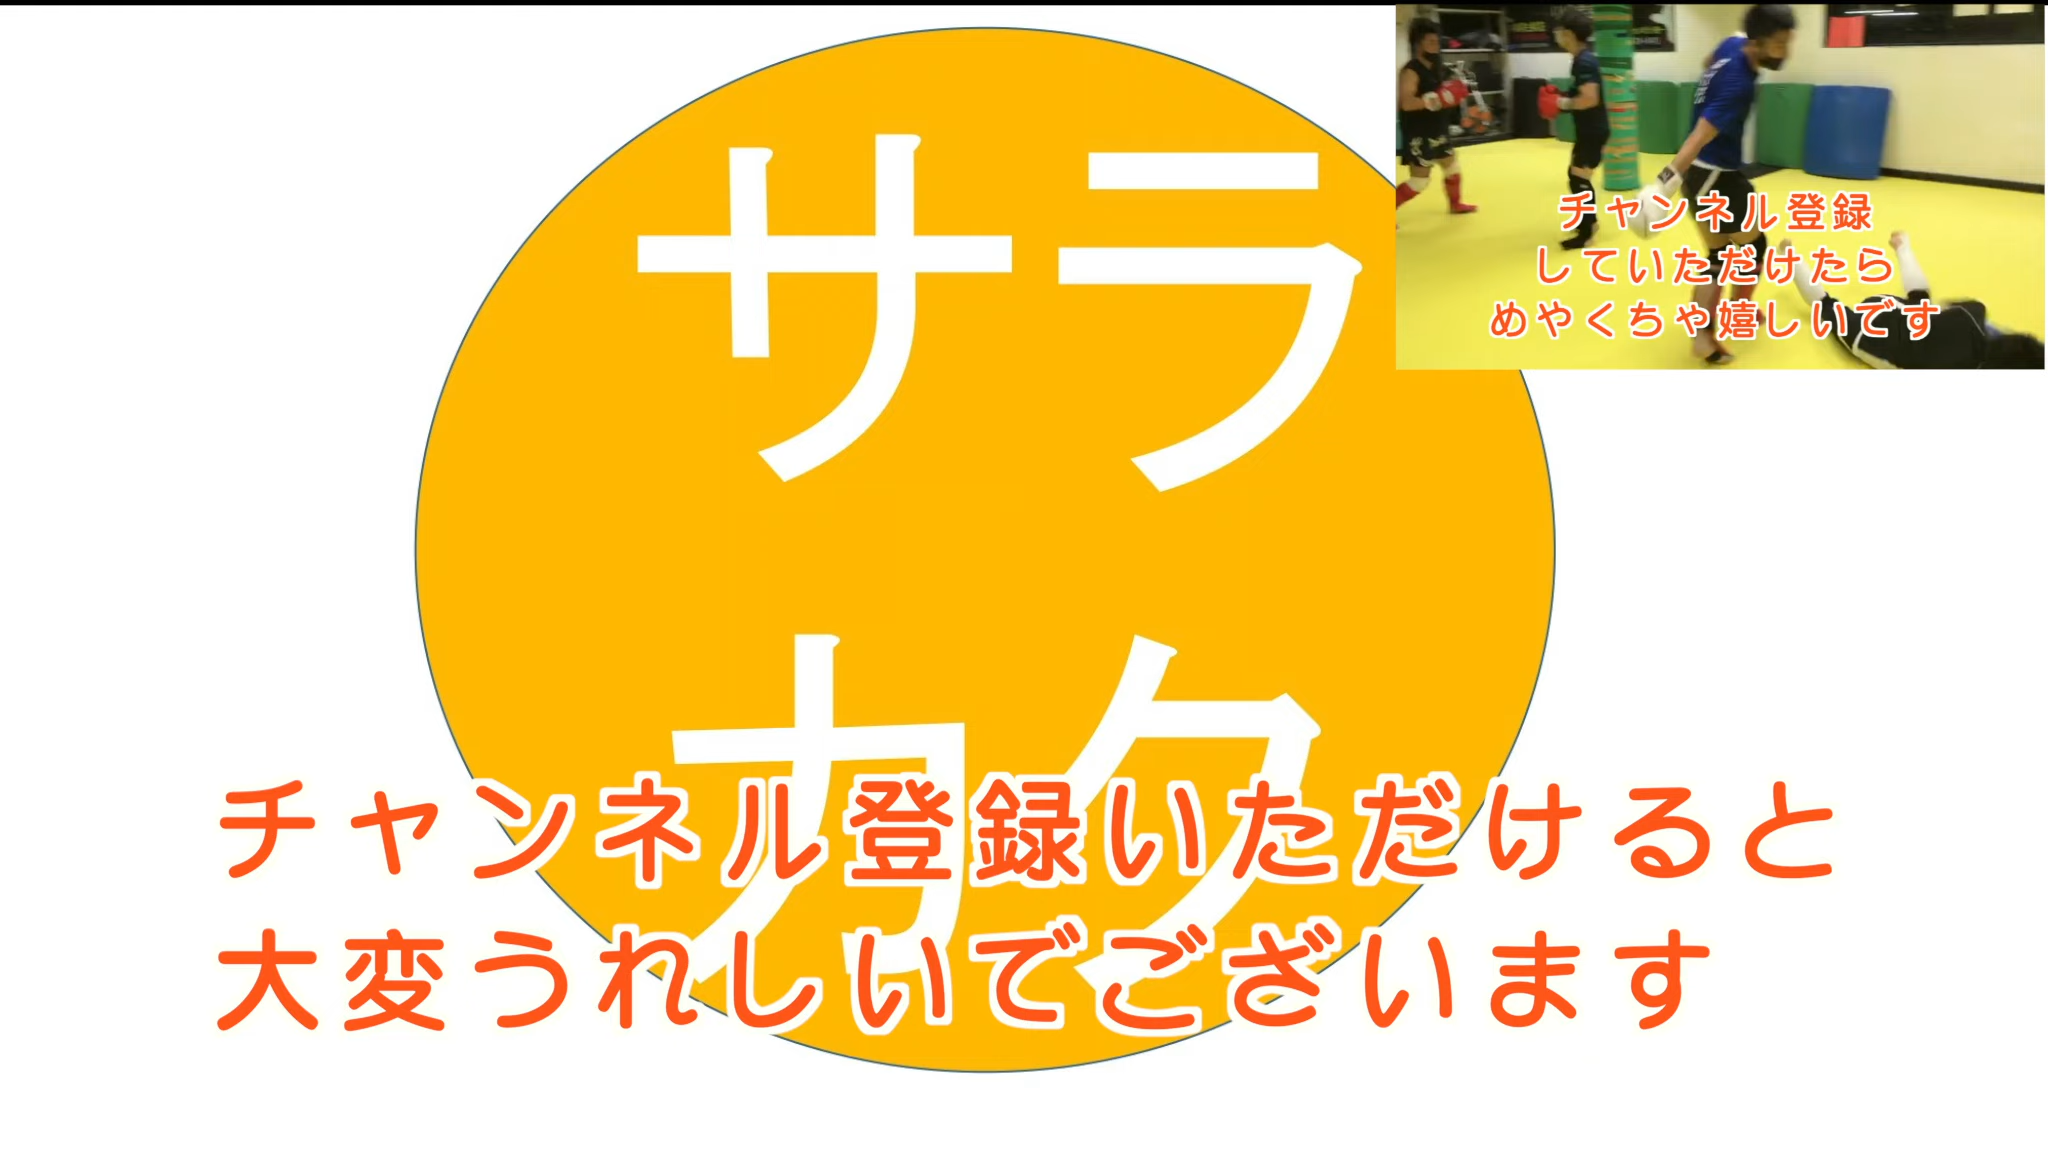 サラ
カク
チャンネル登録
していただけたら
めやくちゃ嬉しいです
チャンネル登録いただけると
大変うれしいでございます